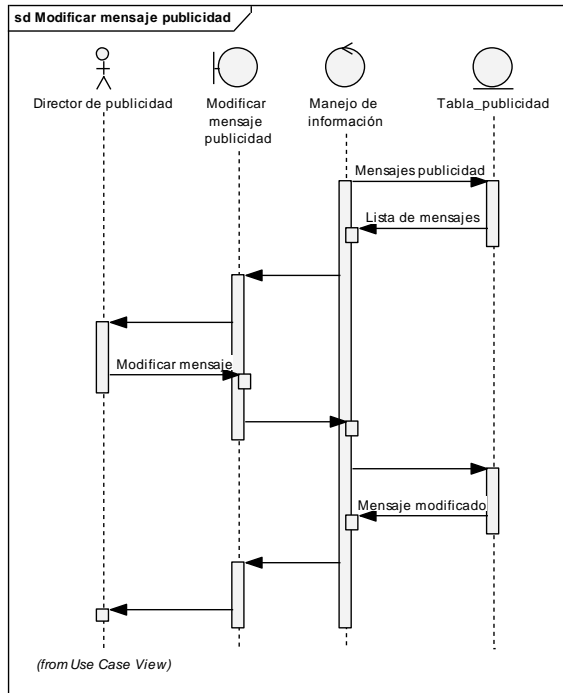 sd Modificar mensaje publicidad
Director de publicidad
Modificar
mensaje
publicidad
Manejo de
información
Tabla_publicidad
Mensajes publicidad
Lista de mensajes
Modificar mensaje
Mensaje modificado
(from Use Case View)